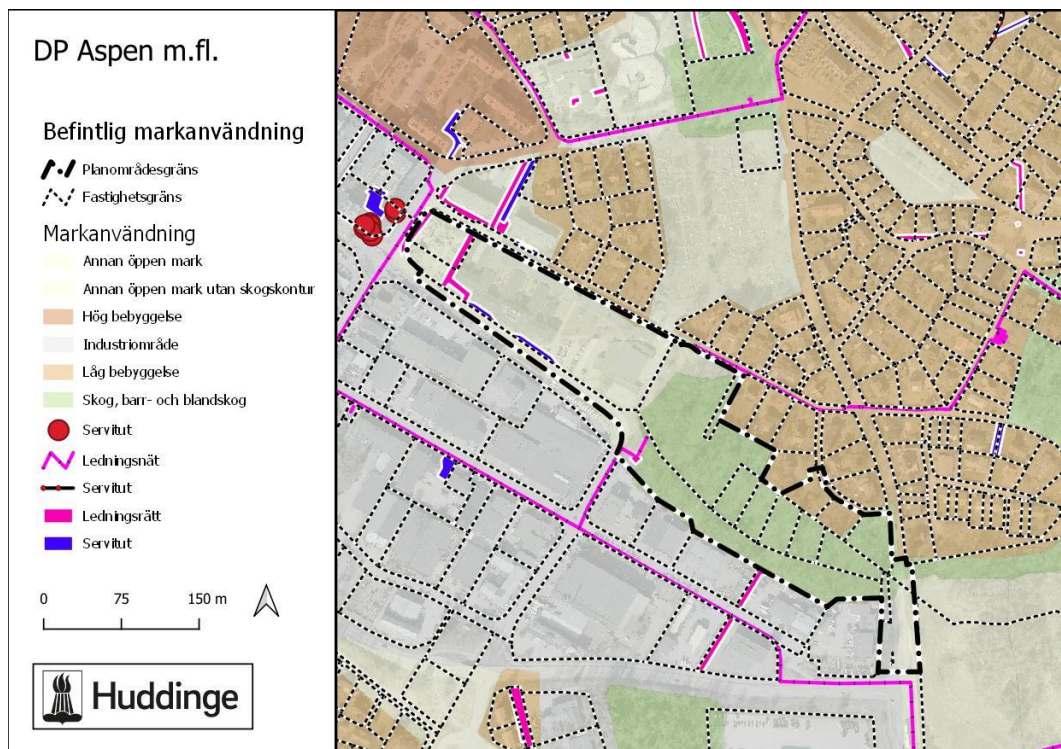 DP Aspen m.fl.
Befintlig markanvändning
Planområdesgräns
Fastighetsgräns
Markanvändning
Annan öppen mark
Annan öppen mark utan skogskontur
Hög bebyggelse
Industriområde
Låg bebyggelse
Skog, barr- och blandskog
Servitut
Ledningsnät
Servitut
Ledningsrätt
Servitut
0 75 150 m
Huddinge